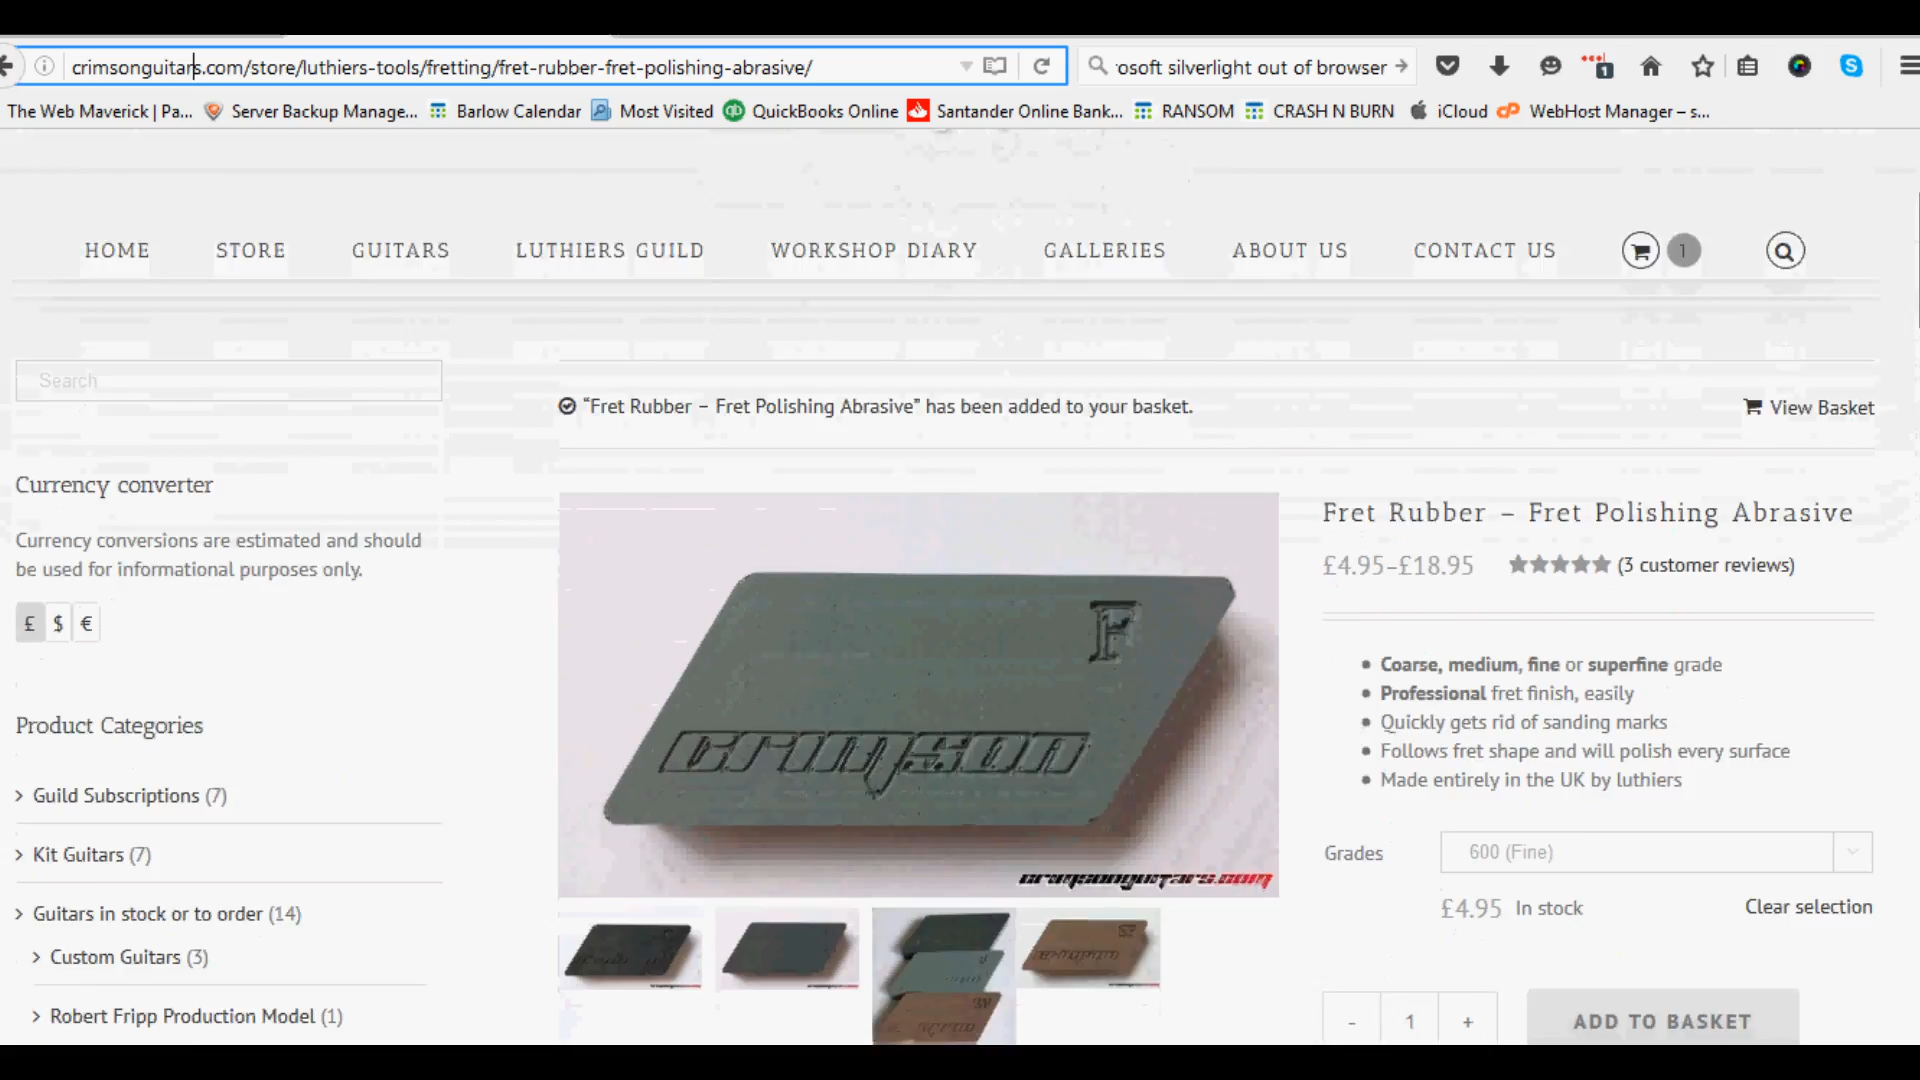 crimsonguitars.com/store/luthiers-tools/fretting/fret-rubber-fret-polishing-abrasive/
osoft silverlight out of browser
1
The Web Maverick | Pa...
Server Backup Manage...
Barlow Calendar
Most Visited
QuickBooks Online
Santander Online Bank...
RANSOM
CRASH N BURN
iCloud
WebHost Manager – s...
HOME
STORE
GUITARS
LUTHIERS GUILD
WORKSHOP DIARY
GALLERIES
ABOUT US
CONTACT US
1
Search
“Fret Rubber – Fret Polishing Abrasive” has been added to your basket.
View Basket
Currency converter
Currency conversions are estimated and should
be used for informational purposes only.
£ $ €
Product Categories
Guild Subscriptions (7)
Kit Guitars (7)
Guitars in stock or to order (14)
Custom Guitars (3)
Robert Fripp Production Model (1)
F
crimson
crimsonguitars.com
Fret Rubber – Fret Polishing Abrasive
£4.95–£18.95
(3 customer reviews)
Coarse, medium, fine or superfine grade
Professional fret finish, easily
Quickly gets rid of sanding marks
Follows fret shape and will polish every surface
Made entirely in the UK by luthiers
Grades
600 (Fine)
£4.95 In stock
Clear selection
- 1 +
ADD TO BASKET